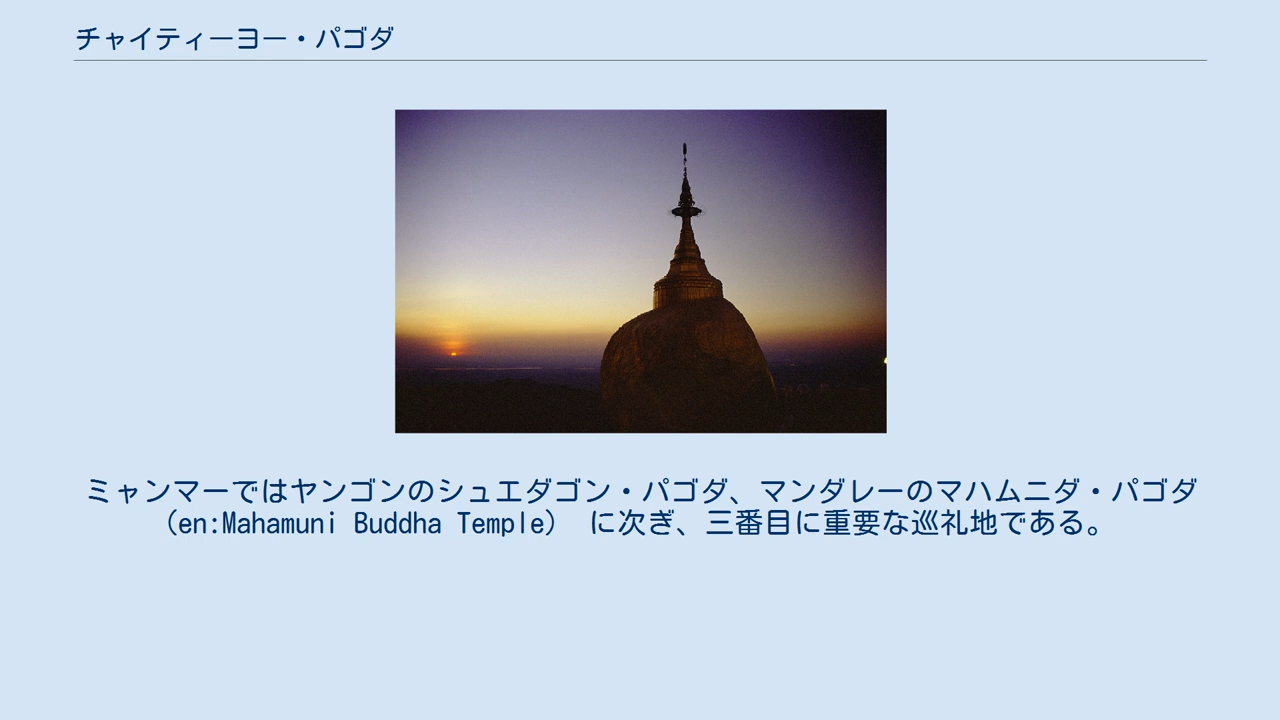 チャイティーヨー・パゴダ
ミャンマーではヤンゴンのシュエダゴン・パゴダ、マンダレーのマハムニダ・パゴダ
（en:Mahamuni Buddha Temple） に次ぎ、三番目に重要な巡礼地である。